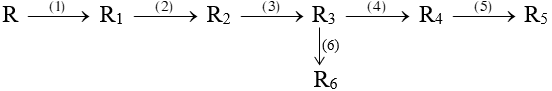 R (1) R₁ (2) R₂ (3) R₃ (4) R₄ (5) R₅
(6)
R₆